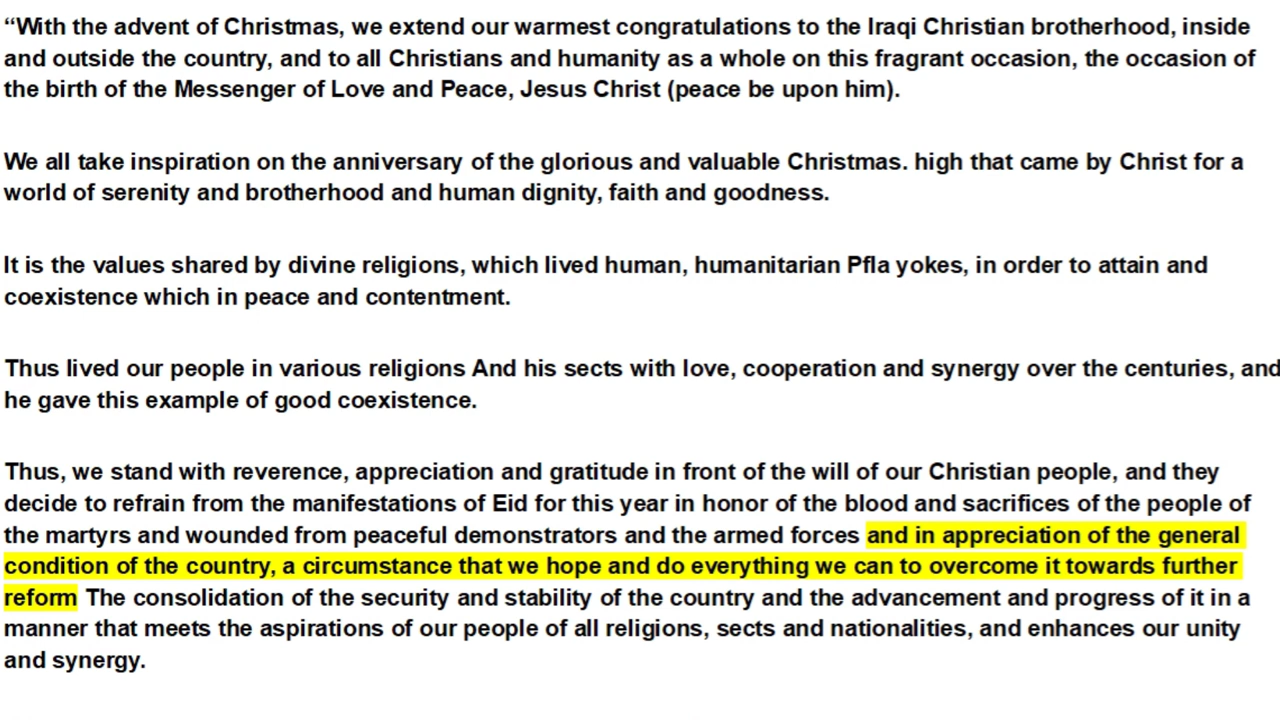 “With the advent of Christmas, we extend our warmest congratulations to the Iraqi Christian brotherhood, inside
and outside the country, and to all Christians and humanity as a whole on this fragrant occasion, the occasion of
the birth of the Messenger of Love and Peace, Jesus Christ (peace be upon him).
We all take inspiration on the anniversary of the glorious and valuable Christmas. high that came by Christ for a
world of serenity and brotherhood and human dignity, faith and goodness.
It is the values shared by divine religions, which lived human, humanitarian Pfla yokes, in order to attain and
coexistence which in peace and contentment.
Thus lived our people in various religions And his sects with love, cooperation and synergy over the centuries, and
he gave this example of good coexistence.
Thus, we stand with reverence, appreciation and gratitude in front of the will of our Christian people, and they
decide to refrain from the manifestations of Eid for this year in honor of the blood and sacrifices of the people of
the martyrs and wounded from peaceful demonstrators and the armed forces and in appreciation of the general
condition of the country, a circumstance that we hope and do everything we can to overcome it towards further
reform The consolidation of the security and stability of the country and the advancement and progress of it in a
manner that meets the aspirations of our people of all religions, sects and nationalities, and enhances our unity
and synergy.